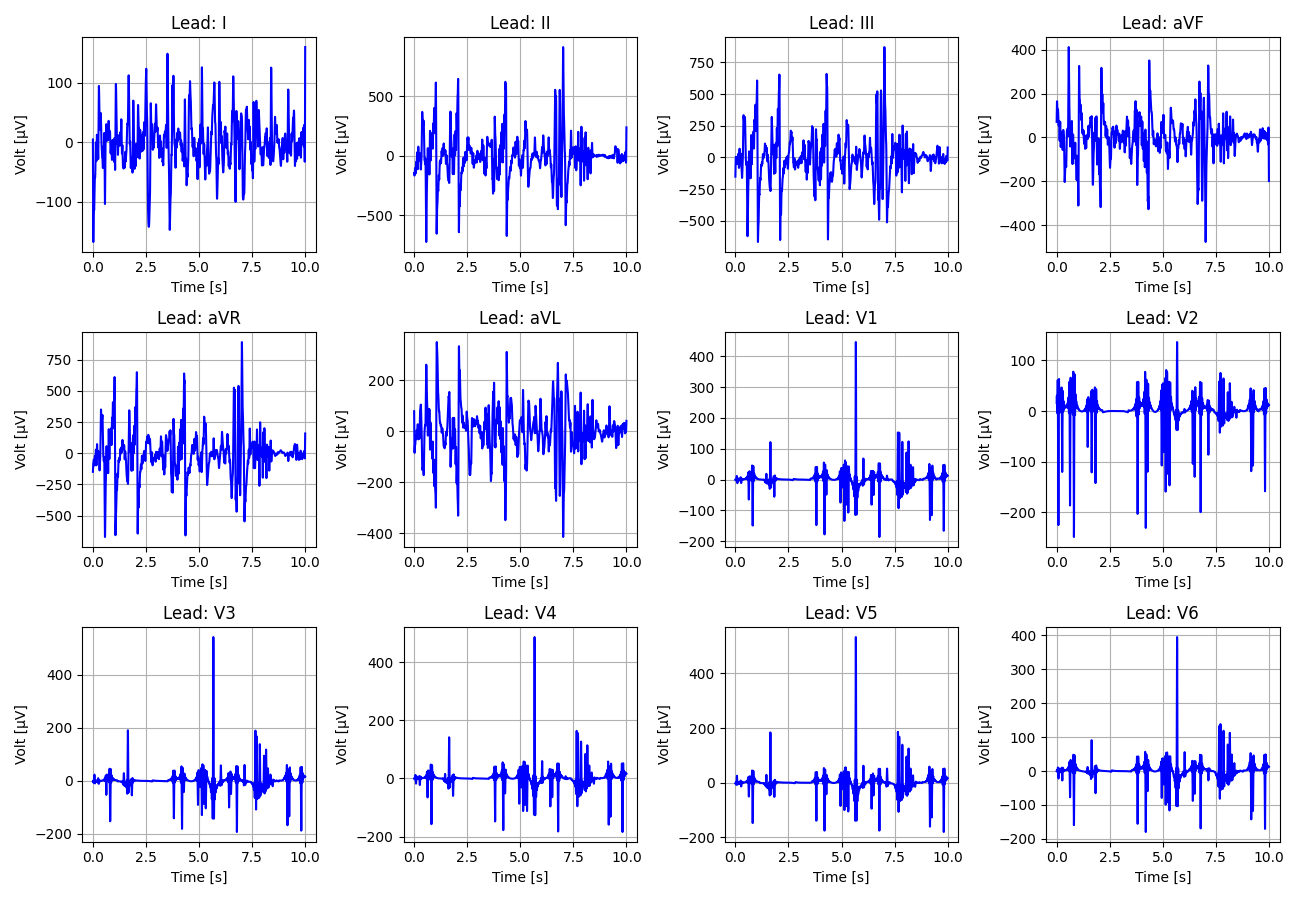 Lead: I
Lead: II
Lead: III
Lead: aVF
Volt [µV]
100
0
−100
0.0 2.5 5.0 7.5 10.0
Time [s]
Volt [µV]
500
0
−500
0.0 2.5 5.0 7.5 10.0
Time [s]
Volt [µV]
750
500
250
0
−250
−500
0.0 2.5 5.0 7.5 10.0
Time [s]
Volt [µV]
400
200
0
−200
−400
0.0 2.5 5.0 7.5 10.0
Time [s]
Lead: aVR
Lead: aVL
Lead: V1
Lead: V2
Volt [µV]
750
500
250
0
−250
−500
0.0 2.5 5.0 7.5 10.0
Time [s]
Volt [µV]
200
0
−200
−400
0.0 2.5 5.0 7.5 10.0
Time [s]
Volt [µV]
400
300
200
100
0
−100
−200
0.0 2.5 5.0 7.5 10.0
Time [s]
Volt [µV]
100
0
−100
−200
0.0 2.5 5.0 7.5 10.0
Time [s]
Lead: V3
Lead: V4
Lead: V5
Lead: V6
Volt [µV]
400
200
0
−200
0.0 2.5 5.0 7.5 10.0
Time [s]
Volt [µV]
400
200
0
−200
0.0 2.5 5.0 7.5 10.0
Time [s]
Volt [µV]
400
200
0
−200
0.0 2.5 5.0 7.5 10.0
Time [s]
Volt [µV]
400
300
200
100
0
−100
−200
0.0 2.5 5.0 7.5 10.0
Time [s]